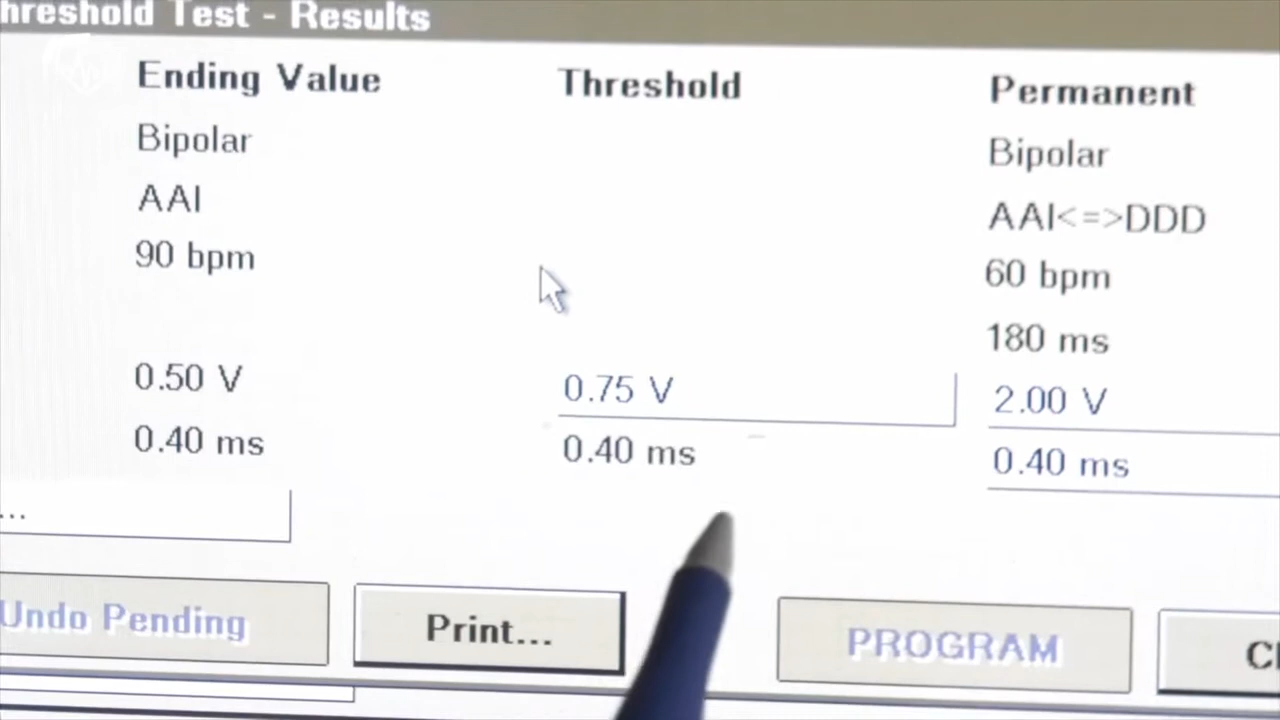 hreshold Test - Results
Ending Value Threshold Permanent
Bipolar Bipolar
AAI AAI<=>DDD
90 bpm 60 bpm
180 ms
0.50 V 0.75 V 2.00 V
0.40 ms 0.40 ms 0.40 ms
...
Undo Pending Print... PROGRAM Cl